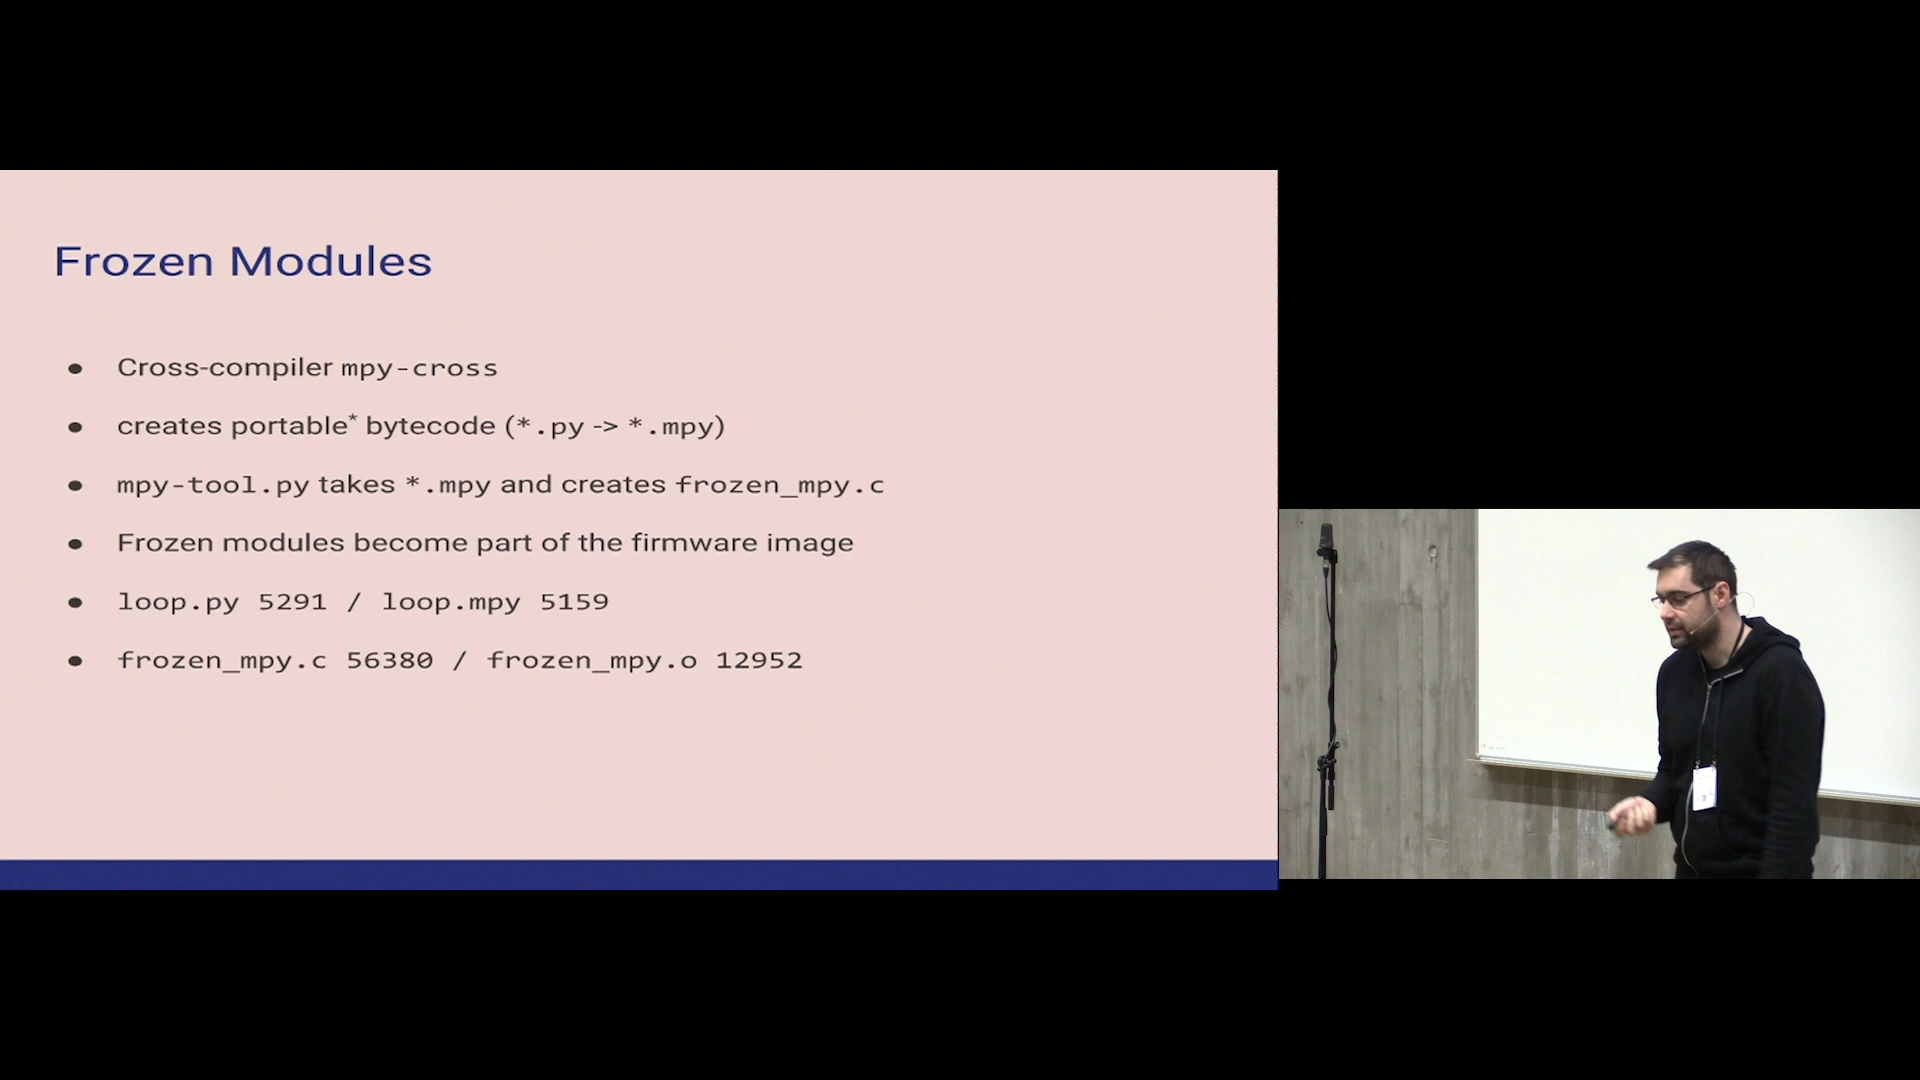 Frozen Modules
● Cross-compiler mpy-cross
● creates portable* bytecode (*.py -> *.mpy)
● mpy-tool.py takes *.mpy and creates frozen_mpy.c
● Frozen modules become part of the firmware image
● loop.py 5291 / loop.mpy 5159
● frozen_mpy.c 56380 / frozen_mpy.o 12952